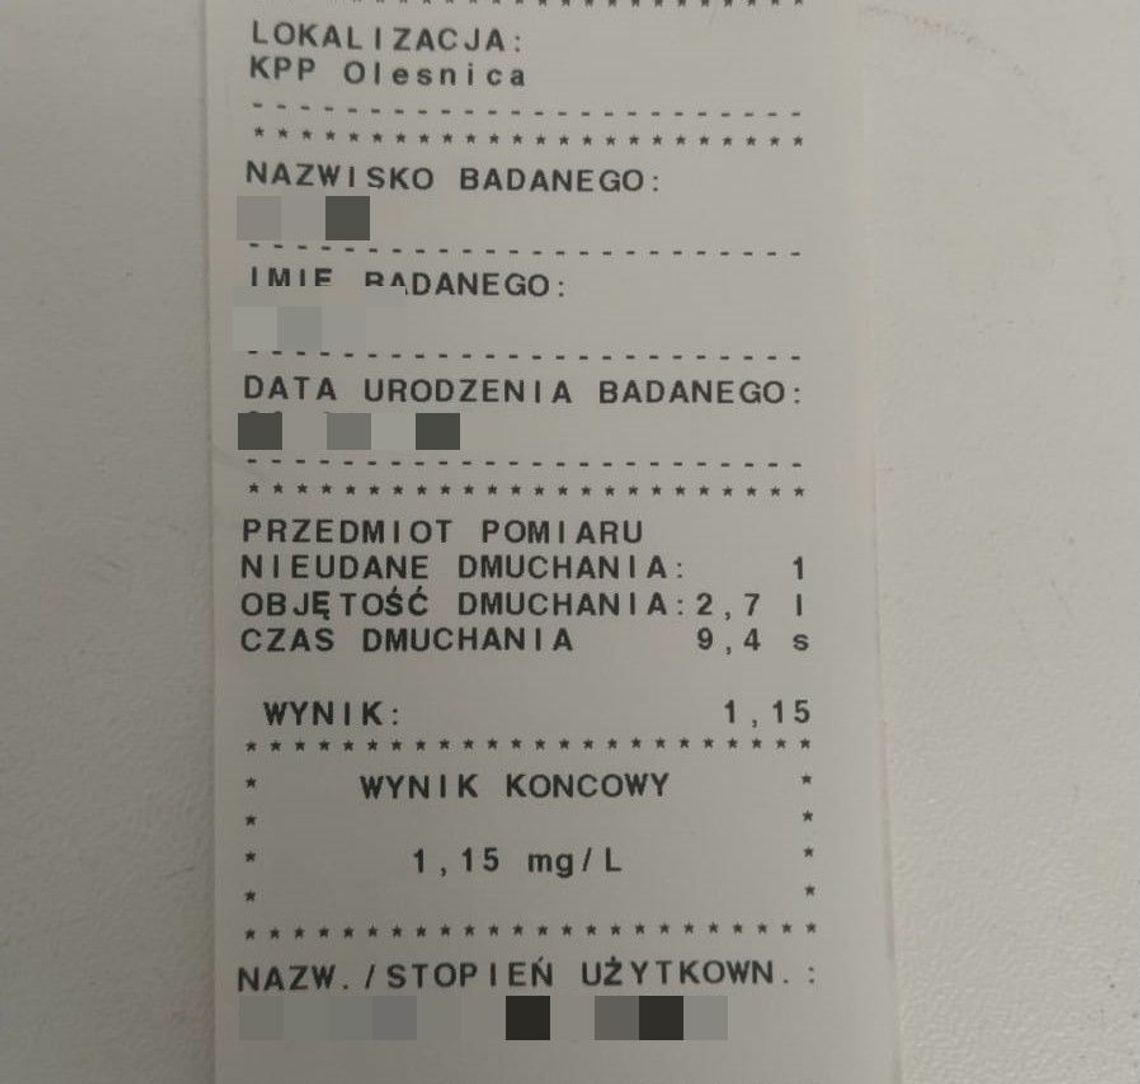 LOKALIZACJA:
KPP Olesnica
NAZWISKO BADANEGO:
IMIE BADANEGO:
DATA URODZENIA BADANEGO:
PRZEDMIOT POMIARU
NIEUDANE DMUCHANIA: 1
OBJĘTOŚĆ DMUCHANIA: 2,7 l
CZAS DMUCHANIA 9,4 s
WYNIK: 1,15
WYNIK KONCOWY
1,15 mg/L
NAZW./STOPIEŃ UŻYTKOWN.: